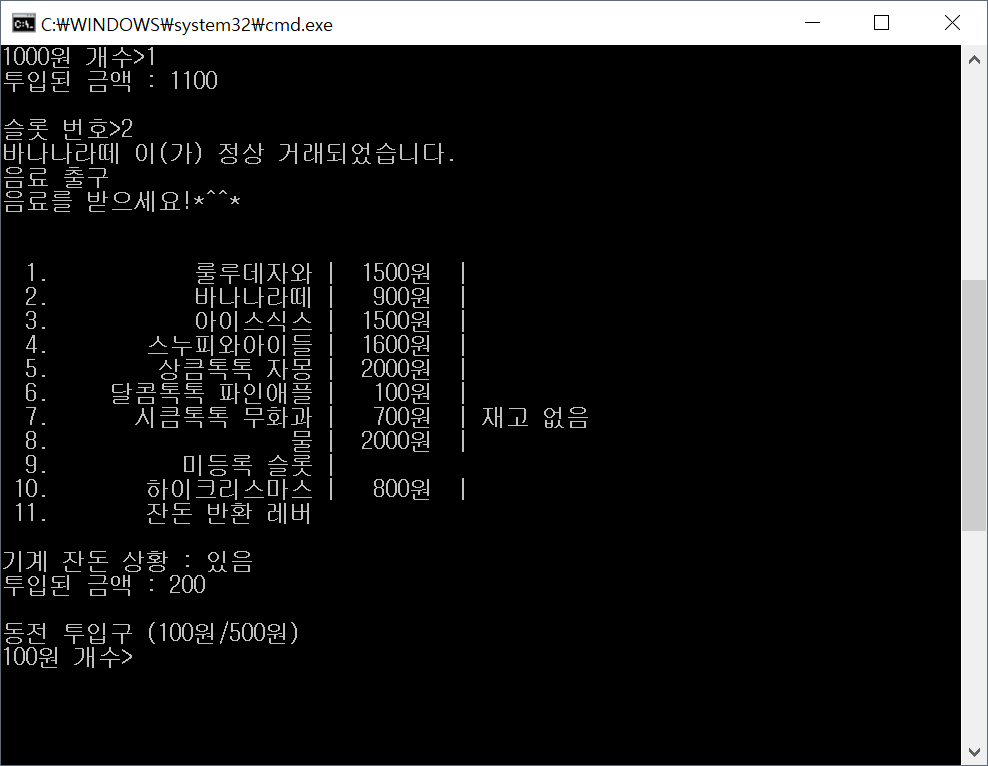 C:₩WINDOWS₩system32₩cmd.exe
1000원 개수>1
투입된 금액 : 1100
슬롯 번호>2
바나나라떼 이(가) 정상 거래되었습니다.
음료 출구
음료를 받으세요!*^^*
1. 룰루데자와 | 1500원 |
2. 바나나라떼 | 900원 |
3. 아이스식스 | 1500원 |
4. 스누피와아이들 | 1600원 |
5. 상큼톡톡 자몽 | 2000원 |
6. 달콤톡톡 파인애플 | 100원 |
7. 시큼톡톡 무화과 | 700원 | 재고 없음
8. 물 | 2000원 |
9. 미등록 슬롯 |
10. 하이크리스마스 | 800원 |
11. 잔돈 반환 레버
기계 잔돈 상황 : 있음
투입된 금액 : 200
동전 투입구 (100원/500원)
100원 개수>